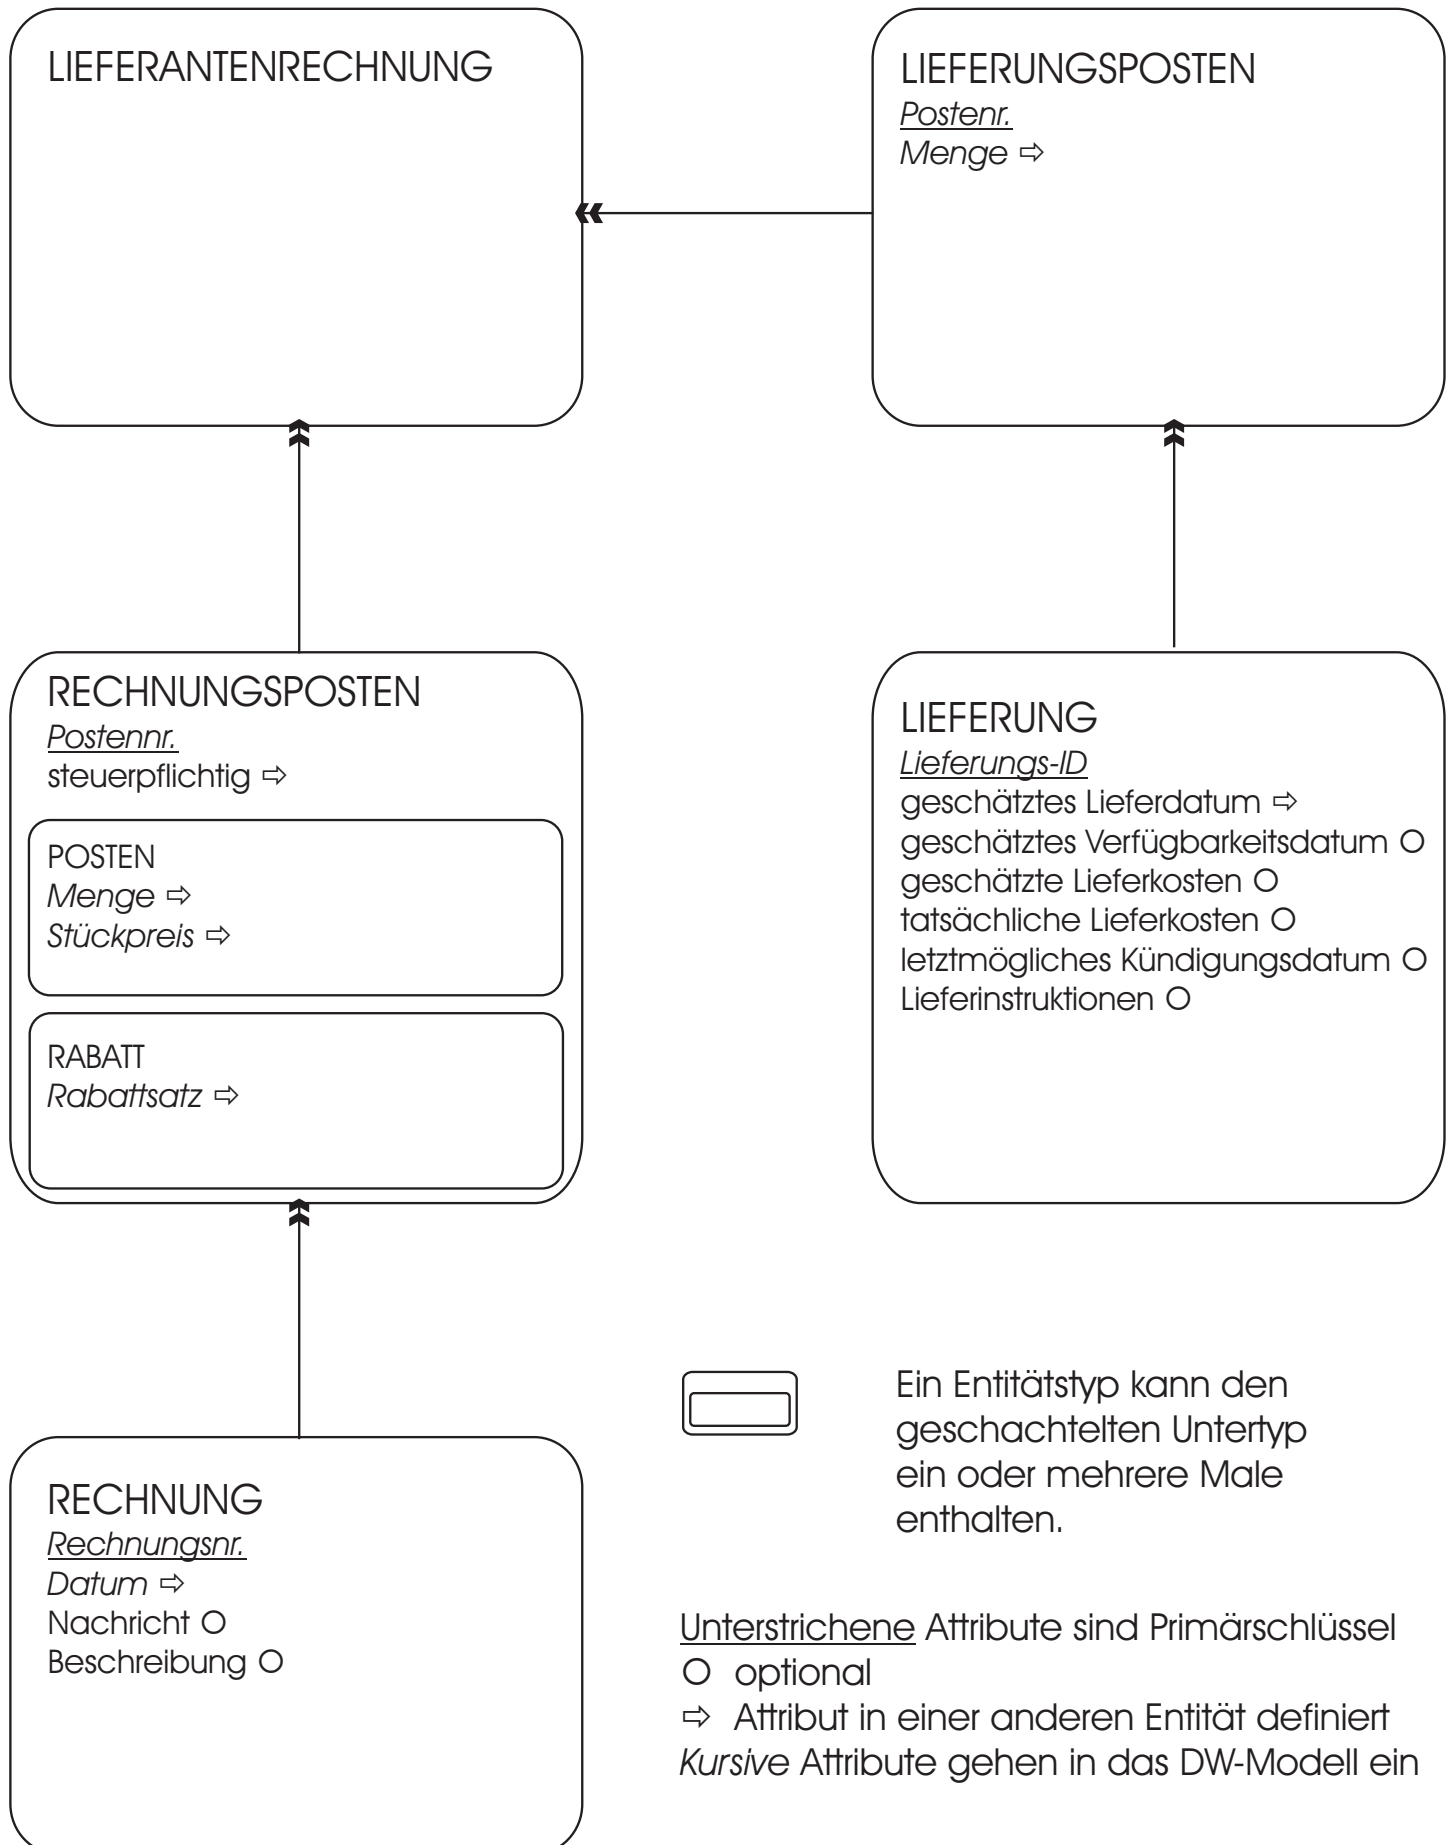 LIEFERANTENRECHNUNG
LIEFERUNGSPOSTEN
Postenr.
Menge ⇨
RECHNUNGSPOSTEN
Postennr.
steuerpflichtig ⇨
POSTEN
Menge ⇨
Stückpreis ⇨
RABATT
Rabattsatz ⇨
LIEFERUNG
Lieferungs-ID
geschätztes Lieferdatum ⇨
geschätztes Verfügbarkeitsdatum O
geschätzte Lieferkosten O
tatsächliche Lieferkosten O
letztmögliches Kündigungsdatum O
Lieferinstruktionen O
RECHNUNG
Rechnungsnr.
Datum ⇨
Nachricht O
Beschreibung O
Ein Entitätstyp kann den
geschachtelten Untertyp
ein oder mehrere Male
enthalten.
Unterstrichene Attribute sind Primärschlüssel
O optional
⇨ Attribut in einer anderen Entität definiert
Kursive Attribute gehen in das DW-Modell ein